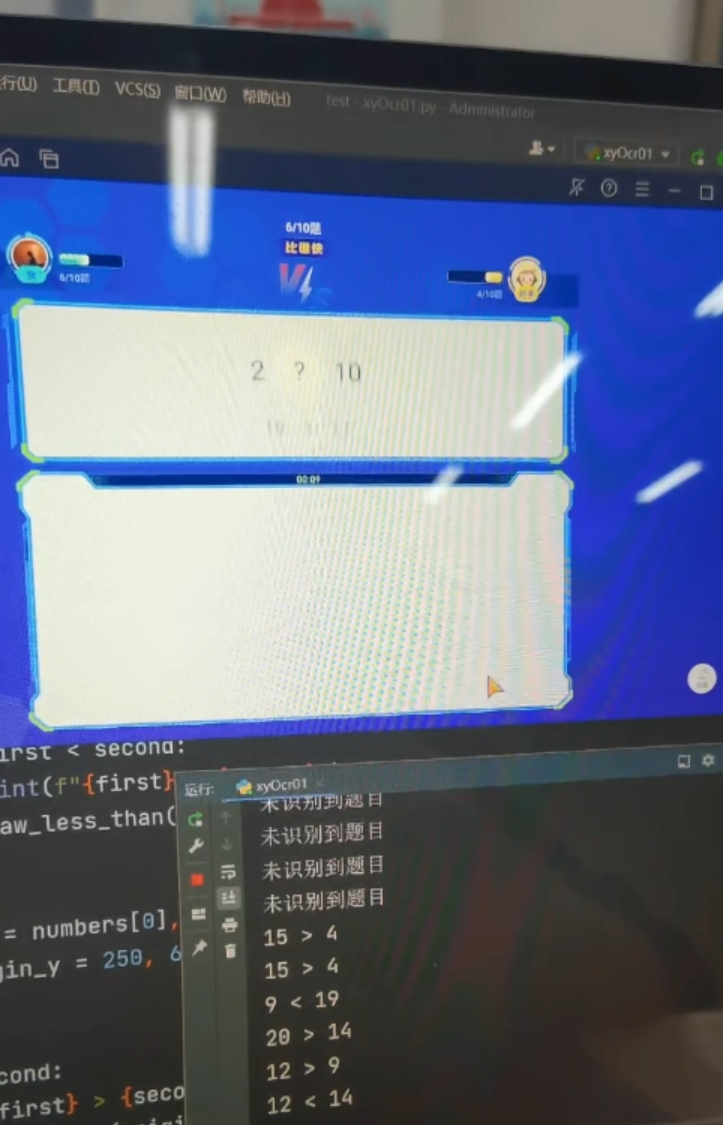 行(U) 工具(T) VCS(S) 窗口(W) 帮助(H) test - xyOcr01.py - Administrator
xyOcr01
6/10题
比谁快
6/10题
VS
4/10题
2 ? 10
00:09
irst < second:
int(f"{first}
aw_less_than(
= numbers[0],
gin_y = 250, 6
cond:
first} > {seco
运行: xyOcr01
未识别到题目
未识别到题目
未识别到题目
未识别到题目
15 > 4
15 > 4
9 < 19
20 > 14
12 > 9
12 < 14